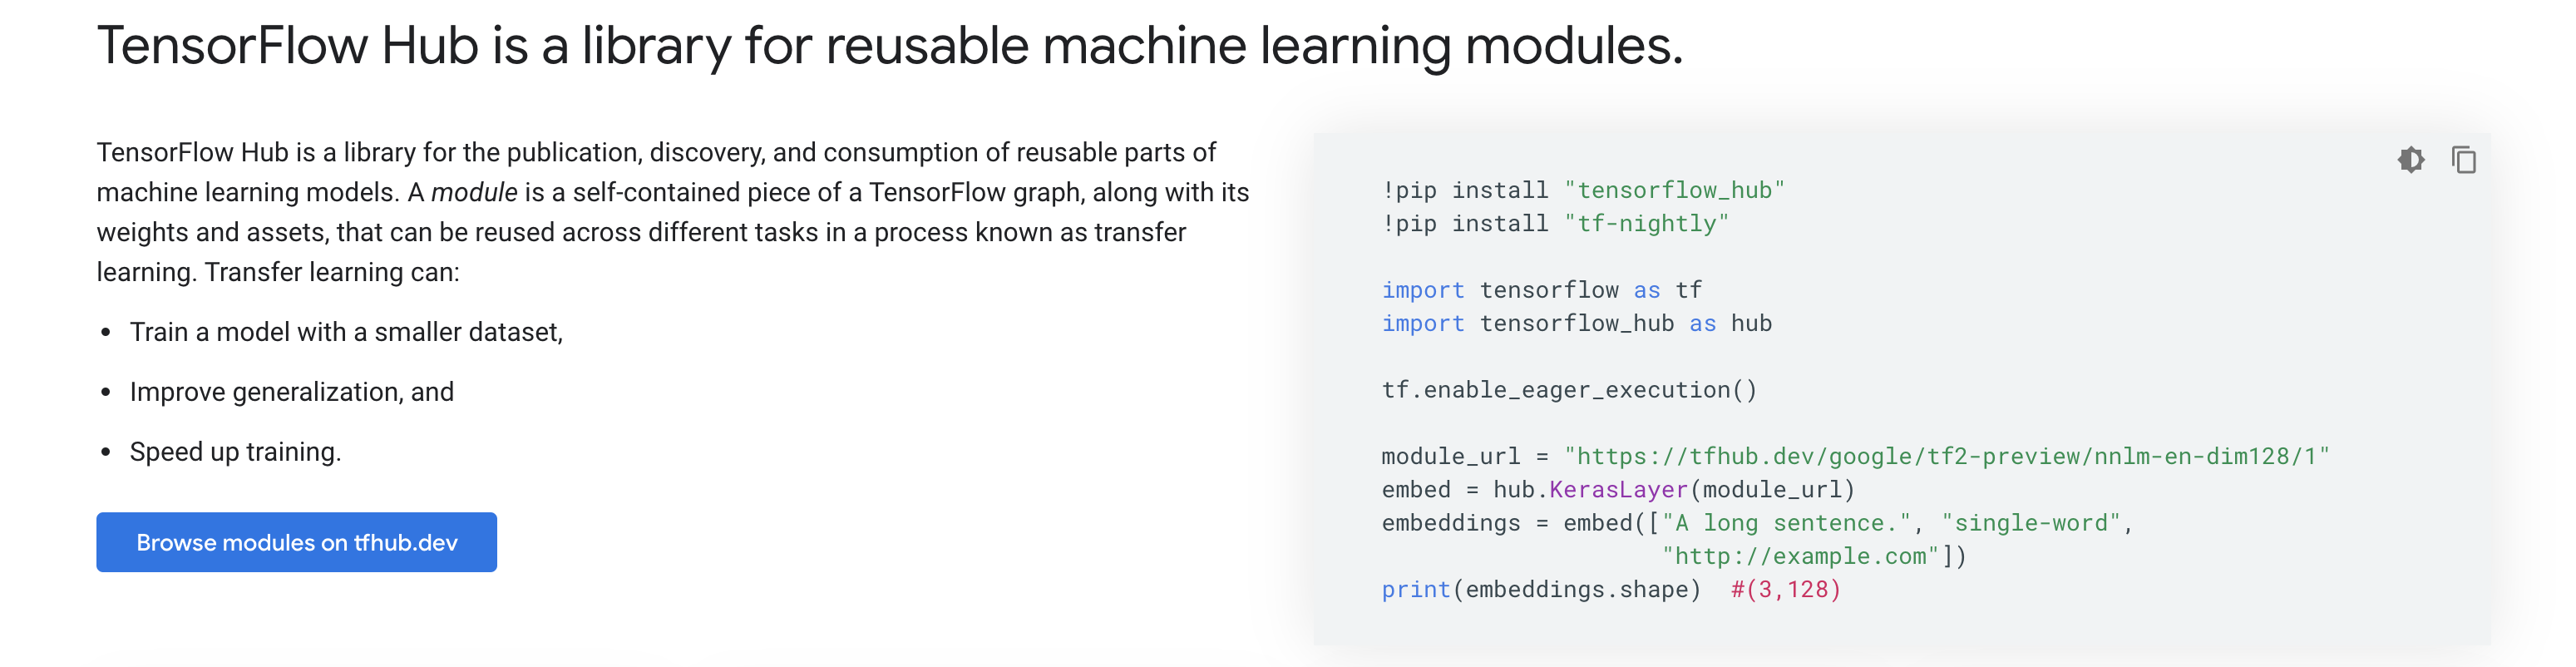 TensorFlow Hub is a library for reusable machine learning modules.
TensorFlow Hub is a library for the publication, discovery, and consumption of reusable parts of
machine learning models. A module is a self-contained piece of a TensorFlow graph, along with its
weights and assets, that can be reused across different tasks in a process known as transfer
learning. Transfer learning can:
• Train a model with a smaller dataset,
• Improve generalization, and
• Speed up training.
Browse modules on tfhub.dev
!pip install "tensorflow_hub"
!pip install "tf-nightly"
import tensorflow as tf
import tensorflow_hub as hub
tf.enable_eager_execution()
module_url = "https://tfhub.dev/google/tf2-preview/nnlm-en-dim128/1"
embed = hub.KerasLayer(module_url)
embeddings = embed(["A long sentence.", "single-word",
"http://example.com"])
print(embeddings.shape)  #(3,128)